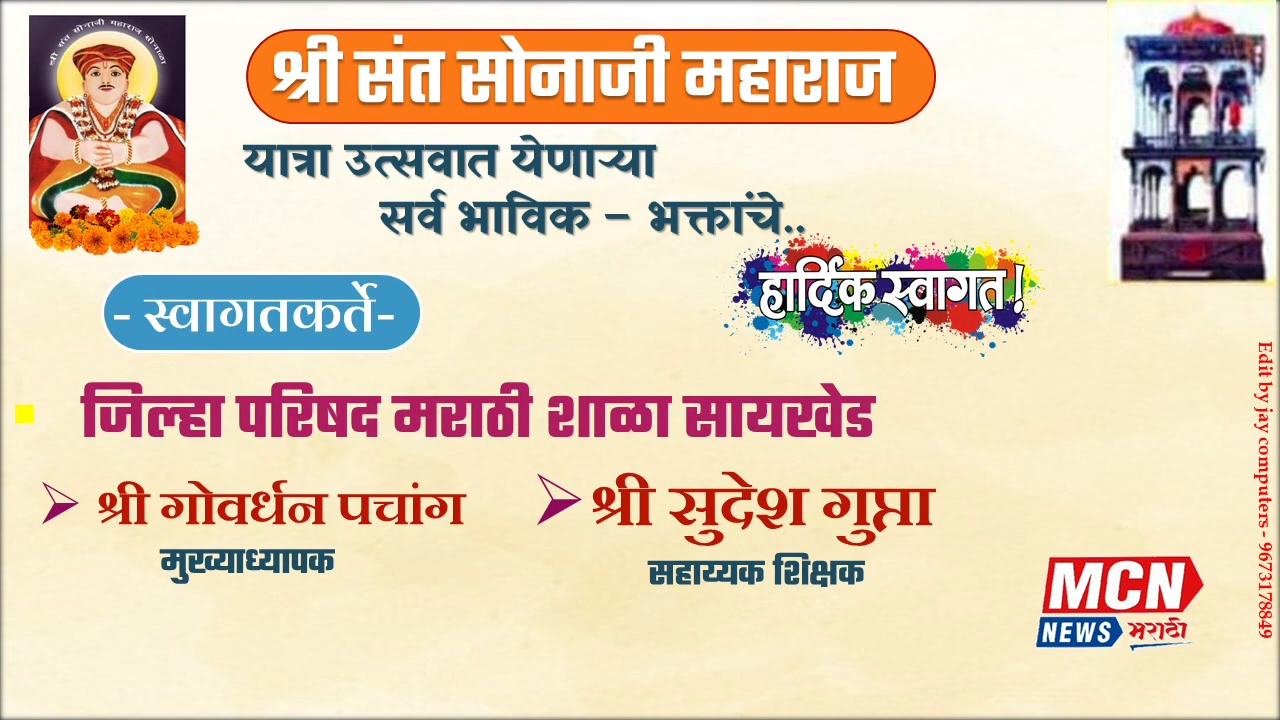 श्री संत सोनाजी महाराज सोनाळा
श्री संत सोनाजी महाराज
यात्रा उत्सवात येणाऱ्या
सर्व भाविक – भक्तांचे..
हार्दिक स्वागत!
- स्वागतकर्ते-
जिल्हा परिषद मराठी शाळा सायखेड
श्री गोवर्धन पचांग
मुख्याध्यापक
श्री सुदेश गुप्ता
सहाय्यक शिक्षक
MCN
NEWS मराठी
Edit by jay computers - 9673178849